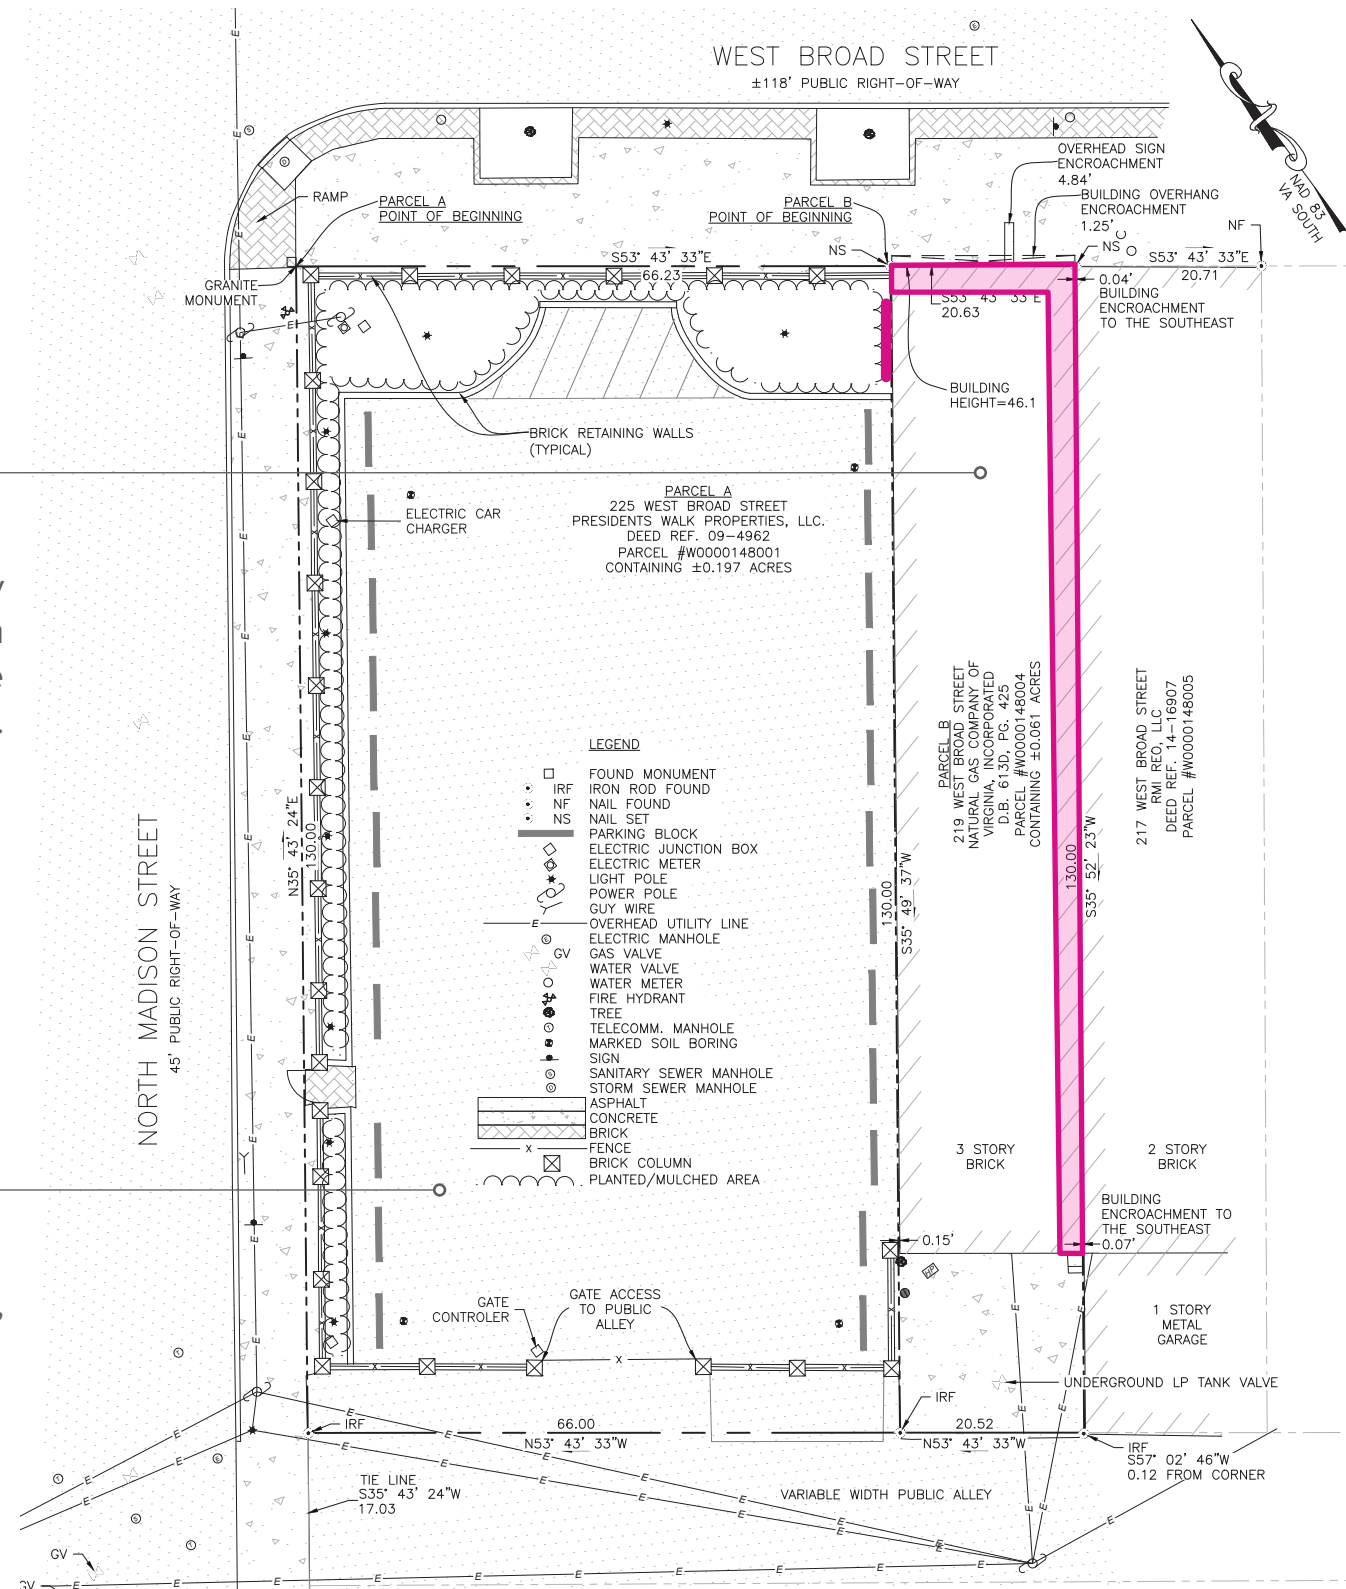 WEST BROAD STREET
±118' PUBLIC RIGHT-OF-WAY
NAD 83
VA SOUTH
OVERHEAD SIGN
ENCROACHMENT
4.84'
BUILDING OVERHANG
ENCROACHMENT
1.25'
RAMP
PARCEL A
POINT OF BEGINNING
PARCEL B
POINT OF BEGINNING
NS
NS
NF
S53° 43' 33"E
66.23
S53° 43' 33"E
20.71
GRANITE
MONUMENT
S53° 43' 33"E
20.63
0.04'
BUILDING
ENCROACHMENT
TO THE SOUTHEAST
BUILDING
HEIGHT=46.1
BRICK RETAINING WALLS
(TYPICAL)
ELECTRIC CAR
CHARGER
PARCEL A
225 WEST BROAD STREET
PRESIDENTS WALK PROPERTIES, LLC.
DEED REF. 09-4962
PARCEL #W0000148001
CONTAINING ±0.197 ACRES
PARCEL B
219 WEST BROAD STREET
NATURAL GAS COMPANY OF
VIRGINIA, INCORPORATED
D.B. 613D, PG. 425
PARCEL #W0000148004
CONTAINING ±0.061 ACRES
217 WEST BROAD STREET
RMI REO, LLC
DEED REF. 14-16907
PARCEL #W0000148005
NORTH MADISON STREET
45' PUBLIC RIGHT-OF-WAY
N35° 43' 24"E
130.00
130.00
S35° 49' 37"W
130.00
S35° 52' 23"W
LEGEND
FOUND MONUMENT
IRF IRON ROD FOUND
NF NAIL FOUND
NS NAIL SET
PARKING BLOCK
ELECTRIC JUNCTION BOX
ELECTRIC METER
LIGHT POLE
POWER POLE
GUY WIRE
E OVERHEAD UTILITY LINE
ELECTRIC MANHOLE
GV GAS VALVE
WATER VALVE
WATER METER
FIRE HYDRANT
TREE
TELECOMM. MANHOLE
MARKED SOIL BORING
SIGN
SANITARY SEWER MANHOLE
STORM SEWER MANHOLE
ASPHALT
CONCRETE
BRICK
X FENCE
BRICK COLUMN
PLANTED/MULCHED AREA
3 STORY
BRICK
2 STORY
BRICK
BUILDING
ENCROACHMENT TO
THE SOUTHEAST
0.07'
0.15'
GATE
CONTROLER
GATE ACCESS
TO PUBLIC
ALLEY
1 STORY
METAL
GARAGE
UNDERGROUND LP TANK VALVE
IRF
66.00
N53° 43' 33"W
IRF
20.52
N53° 43' 33"W
IRF
S57° 02' 46"W
0.12 FROM CORNER
TIE LINE
S35° 43' 24"W
17.03
VARIABLE WIDTH PUBLIC ALLEY
GV